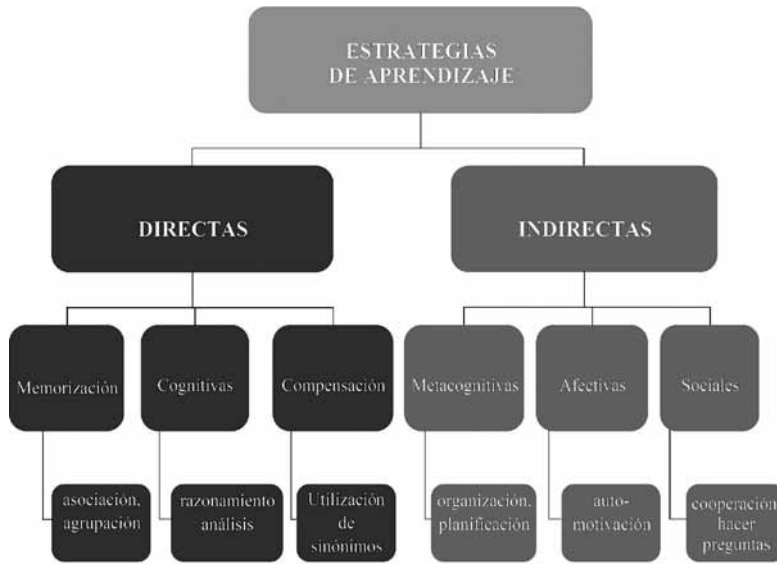 ESTRATEGIAS
DE APRENDIZAJE
DIRECTAS
INDIRECTAS
Memorización
Cognitivas
Compensación
Metacognitivas
Afectivas
Sociales
asociación,
agrupación
razonamiento
análisis
Utilización
de
sinónimos
organización,
planificación
auto-
motivación
cooperación
hacer
preguntas